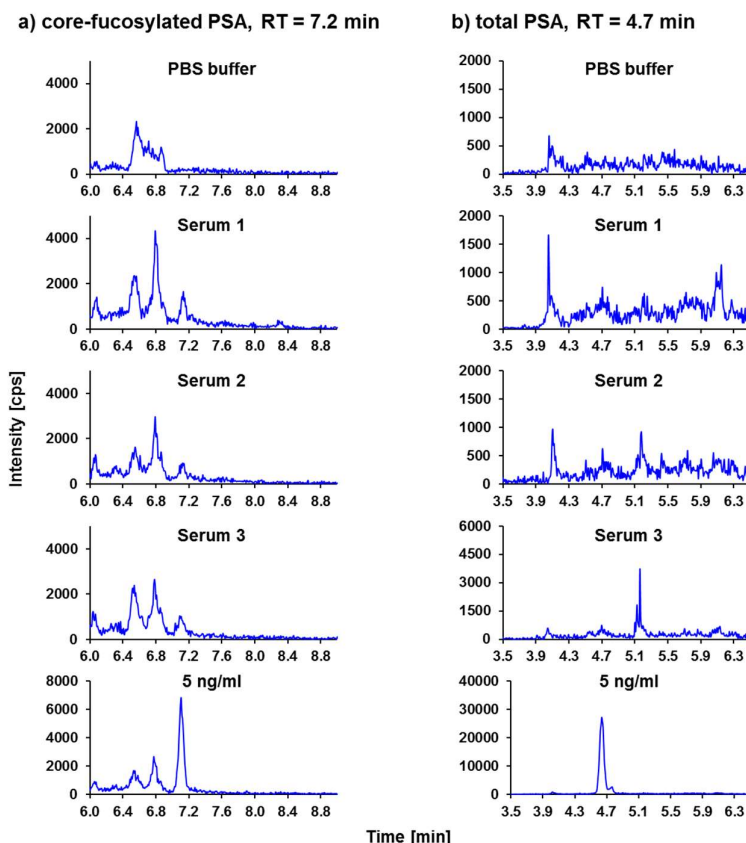 a) core-fucosylated PSA, RT = 7.2 min
b) total PSA, RT = 4.7 min
PBS buffer
4000
2000
0
6.0 6.4 6.8 7.2 7.6 8.0 8.4 8.8
PBS buffer
2000
1500
1000
500
0
3.5 3.9 4.3 4.7 5.1 5.5 5.9 6.3
Serum 1
4000
2000
0
6.0 6.4 6.8 7.2 7.6 8.0 8.4 8.8
Serum 1
2000
1500
1000
500
0
3.5 3.9 4.3 4.7 5.1 5.5 5.9 6.3
Intensity [cps]
Serum 2
4000
2000
0
6.0 6.4 6.8 7.2 7.6 8.0 8.4 8.8
Serum 2
2000
1500
1000
500
0
3.5 3.9 4.3 4.7 5.1 5.5 5.9 6.3
Serum 3
4000
2000
0
6.0 6.4 6.8 7.2 7.6 8.0 8.4 8.8
Serum 3
6000
4500
3000
1500
0
3.5 3.9 4.3 4.7 5.1 5.5 5.9 6.3
5 ng/ml
8000
6000
4000
2000
0
6.0 6.4 6.8 7.2 7.6 8.0 8.4 8.8
5 ng/ml
40000
30000
20000
10000
0
3.5 3.9 4.3 4.7 5.1 5.5 5.9 6.3
Time [min]